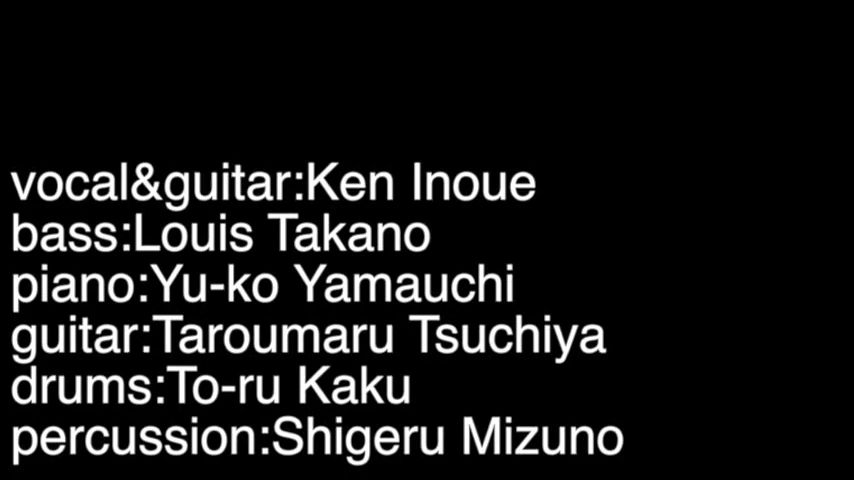 vocal&guitar:Ken Inoue
bass:Louis Takano
piano:Yu-ko Yamauchi
guitar:Taroumaru Tsuchiya
drums:To-ru Kaku
percussion:Shigeru Mizuno